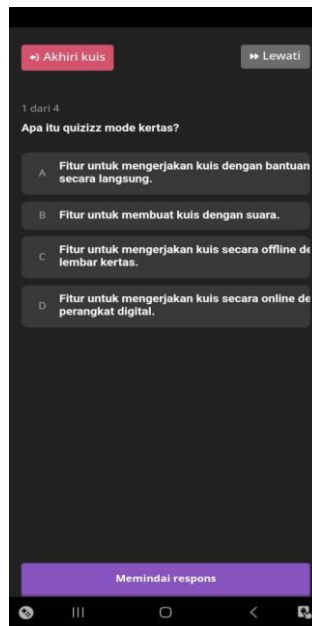 Akhiri kuis
Lewati
1 dari 4
Apa itu quizizz mode kertas?
A
Fitur untuk mengerjakan kuis dengan bantuan
secara langsung.
B
Fitur untuk membuat kuis dengan suara.
C
Fitur untuk mengerjakan kuis secara offline de
lembar kertas.
D
Fitur untuk mengerjakan kuis secara online de
perangkat digital.
Memindai respons